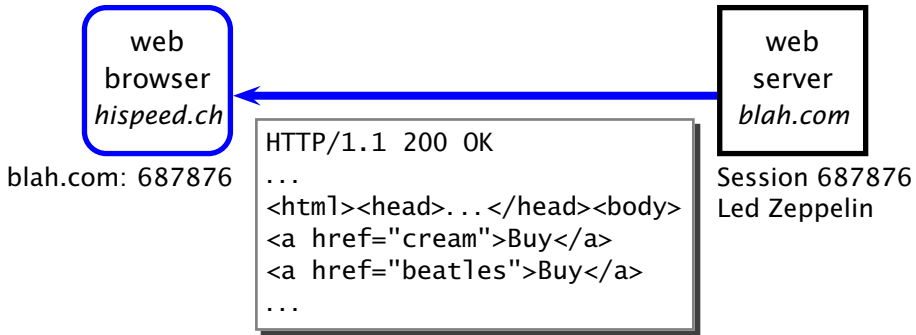 web
browser
hispeed.ch
web
server
blah.com
blah.com: 687876
HTTP/1.1 200 OK
...
<html><head>...</head><body>
<a href="cream">Buy</a>
<a href="beatles">Buy</a>
...
Session 687876
Led Zeppelin